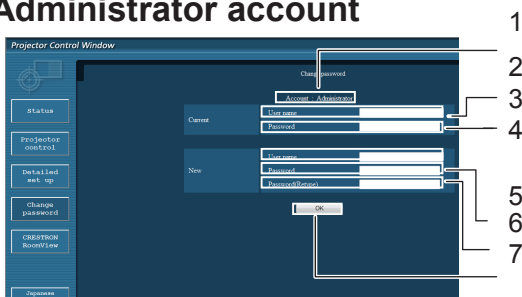 Administrator account
Projector Control Window
Change password
Account : Administrator
Current
User name
Password
New
User name
Password
Password(Retype)
OK
Status
Projector
control
Detailed
set up
Change
password
CRESTRON
RoomView
Japanese
1
2
3
4
5
6
7